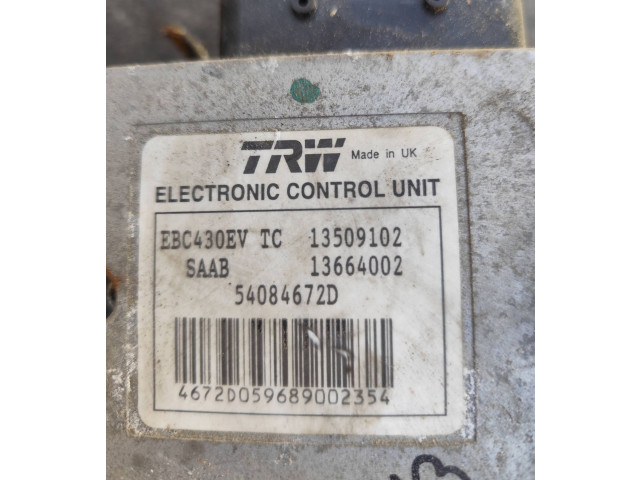 TRW Made in UK
ELECTRONIC CONTROL UNIT
EBC430EV TC 13509102
SAAB 13664002
54084672D
4672D059689002354